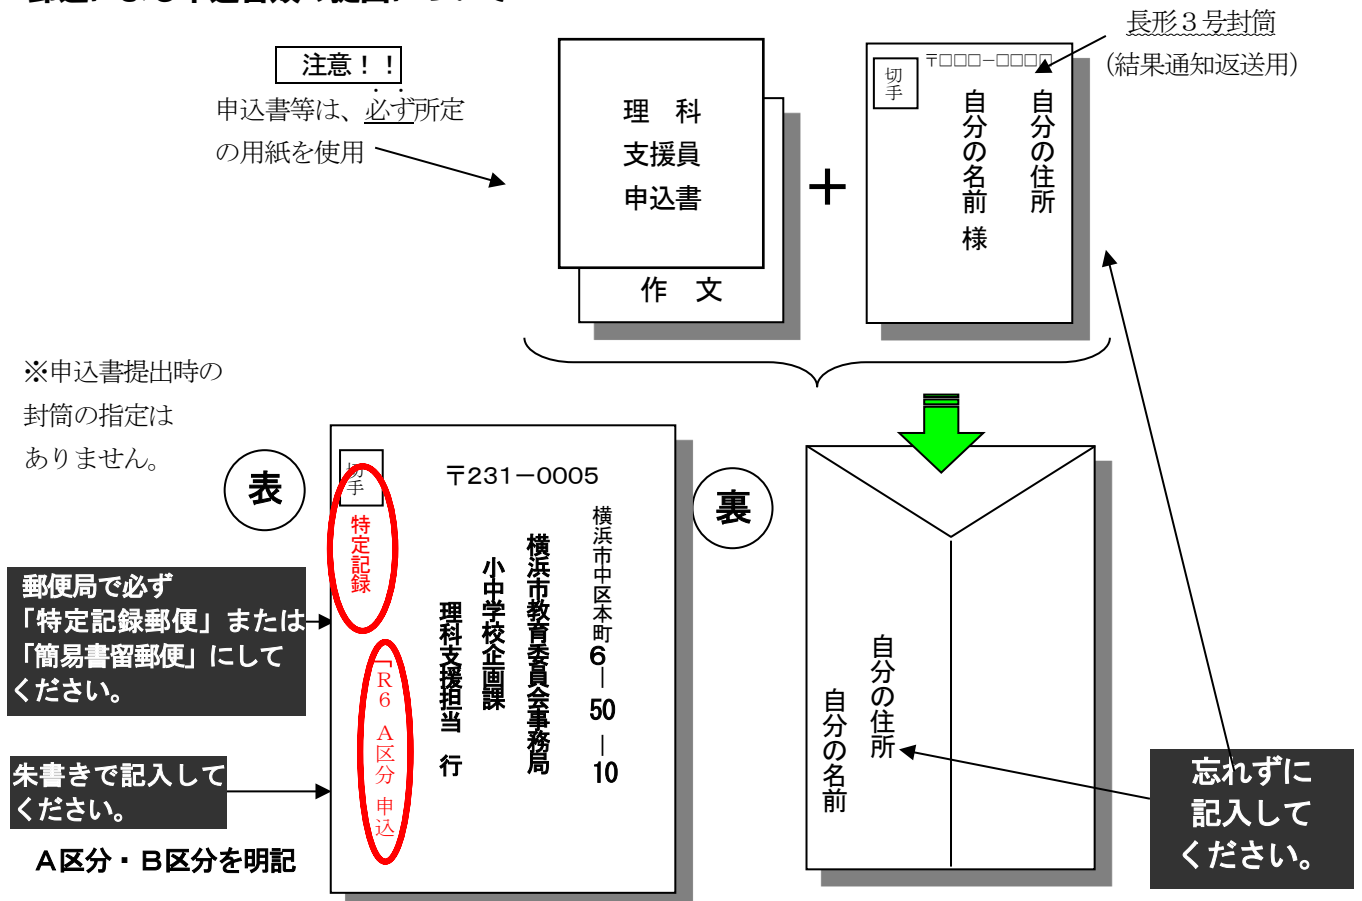 注意！！
申込書等は、必ず所定
の用紙を使用
理　科
支援員
申込書
作　文
＋
切手
〒□□□－□□□□
自分の住所
自分の名前 様
長形３号封筒
(結果通知返送用)
※申込書提出時の
封筒の指定は
ありません。
表
切手
特定記録
「R6 A区分 申込
〒231－0005
横浜市中区本町6－50－10
横浜市教育委員会事務局
小中学校企画課
理科支援担当 行
郵便局で必ず
「特定記録郵便」または
「簡易書留郵便」にして
ください。
朱書きで記入して
ください。
A区分・B区分を明記
裏
自分の住所
自分の名前
忘れずに
記入して
ください。